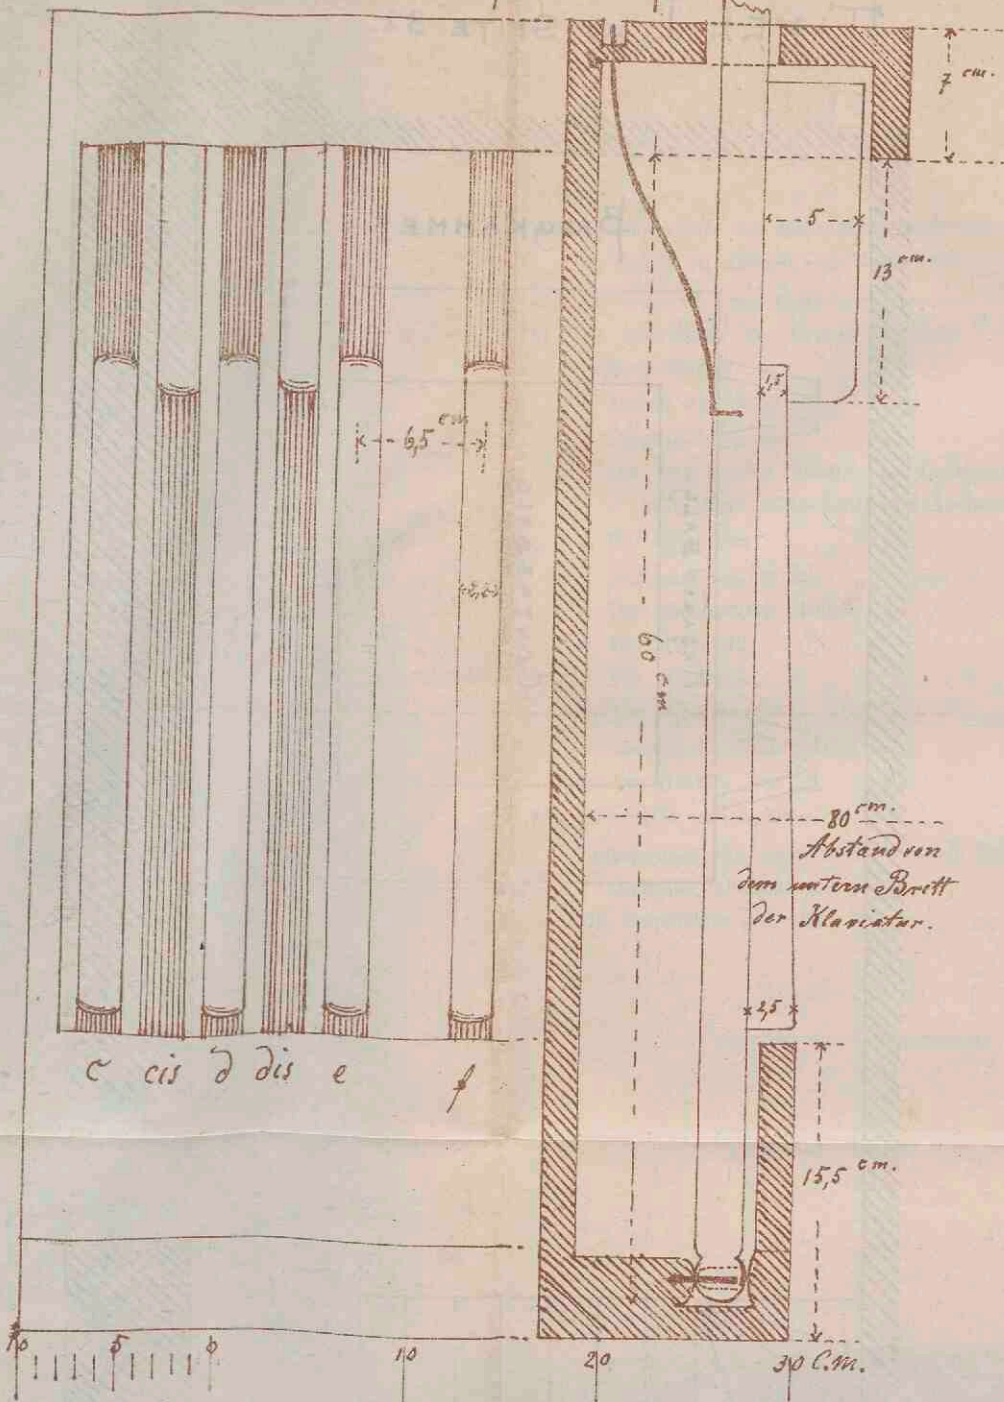 7 cm.
5
13 cm.
1,5
6,5 cm
60 cm
80 cm.
Abstand von
dem untern Brett
der Klaviatur.
2,5
c cis d dis e f
15,5 cm.
10 5 0 10 20 30 C.m.